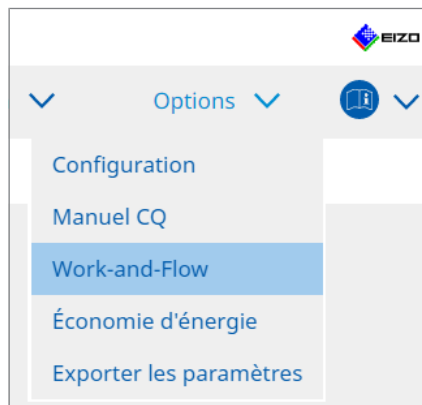 EIZO
Options
Configuration
Manuel CQ
Work-and-Flow
Économie d'énergie
Exporter les paramètres